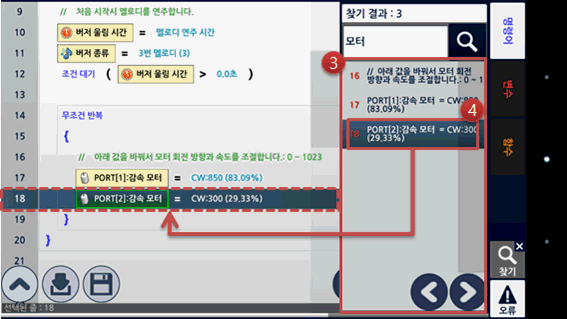 9 // 처음 시작시 멜로디를 연주합니다.
10 버저 울림 시간 = 멜로디 연주 시간
11 버저 종류 = 3번 멜로디 (3)
12 조건 대기 ( 버저 울림 시간 > 0.0초 )
13
14 무조건 반복
15 {
16 // 아래 값을 바꿔서 모터 회전 방향과 속도를 조절합니다.: 0 ~ 1023
17 PORT[1]:감속 모터 = CW:850 (83,09%)
18 PORT[2]:감속 모터 = CW:300 (29,33%)
19 }
20 }
21
선택된 줄 : 18
찾기 결과 : 3
모터
3
16 // 아래 값을 바꿔서 모터 회전
방향과 속도를 조절합니다.: 0 ~ 1
17 PORT[1]:감속 모터 = CW:850
(83,09%)
4
18 PORT[2]:감속 모터 = CW:300
(29,33%)
명령어
변수
함수
찾기
오류